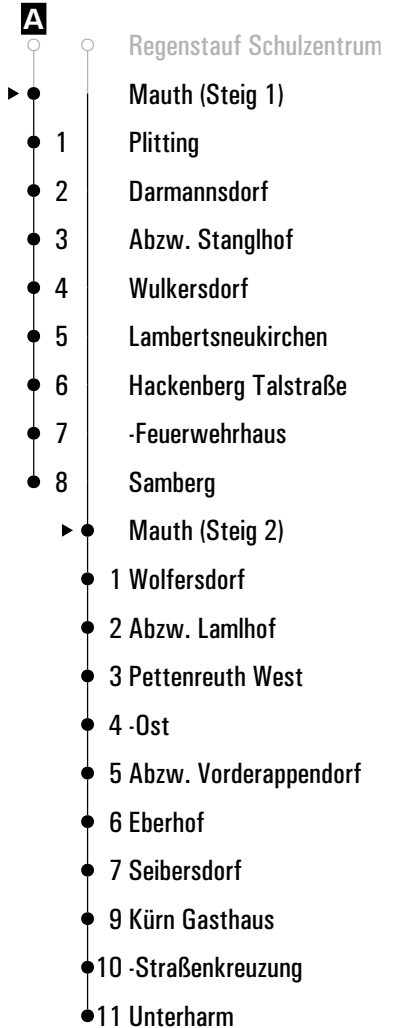 A
Regenstauf Schulzentrum
Mauth (Steig 1)
1 Plitting
2 Darmannsdorf
3 Abzw. Stanglhof
4 Wulkersdorf
5 Lambertsneukirchen
6 Hackenberg Talstraße
7 -Feuerwehrhaus
8 Samberg
Mauth (Steig 2)
1 Wolfersdorf
2 Abzw. Lamlhof
3 Pettenreuth West
4 -Ost
5 Abzw. Vorderappendorf
6 Eberhof
7 Seibersdorf
9 Kürn Gasthaus
10 -Straßenkreuzung
11 Unterharm